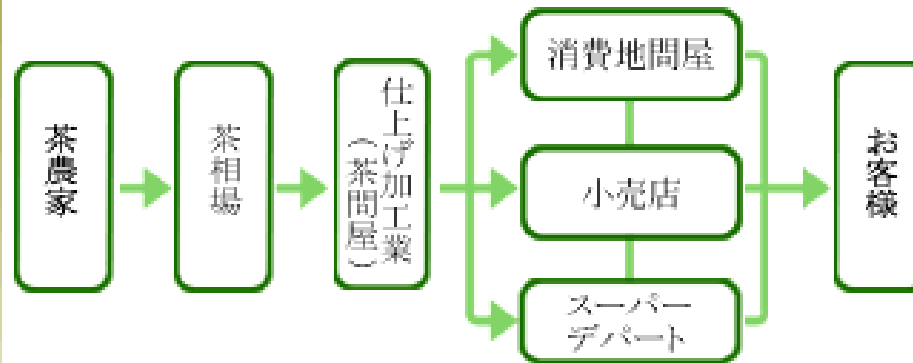 茶農家
茶相場
仕上げ加工業
（茶問屋）
消費地問屋
小売店
スーパー
デパート
お客様